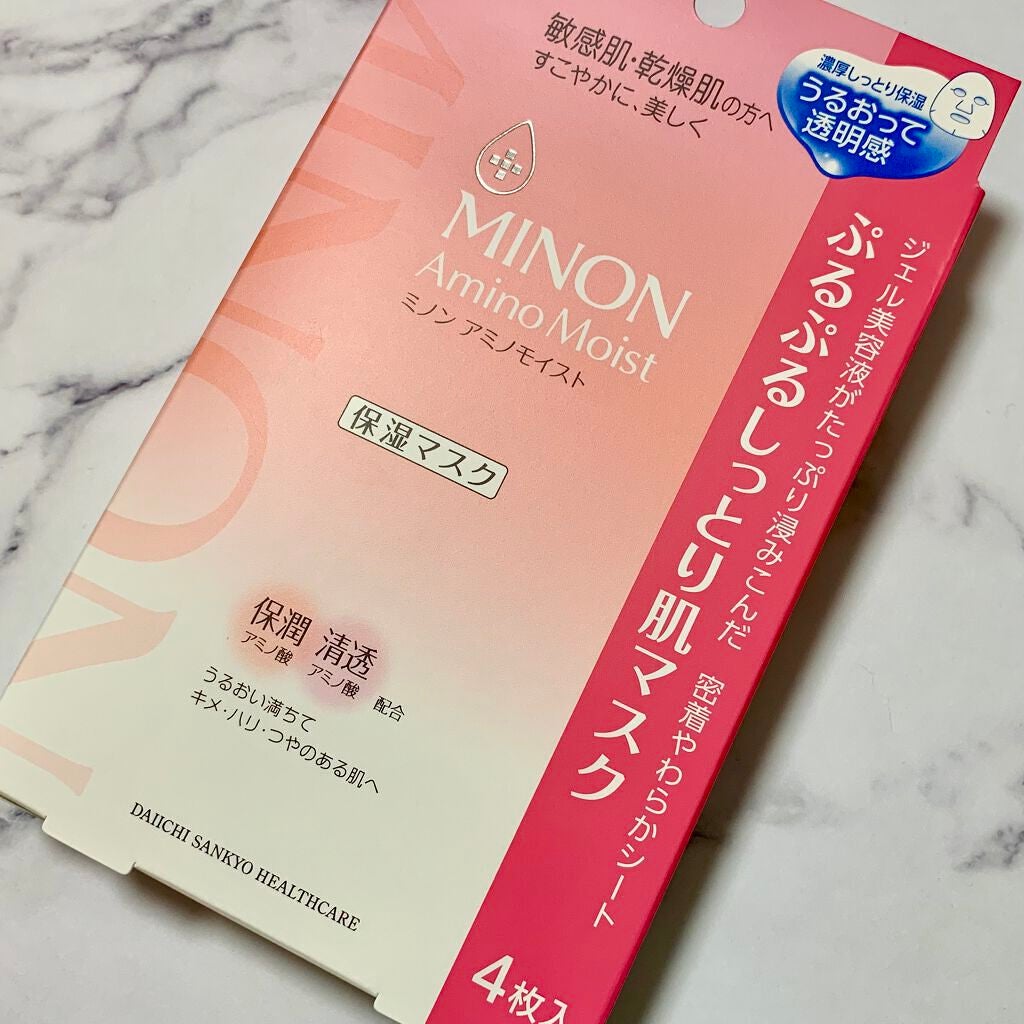 敏感肌・乾燥肌の方へ
すこやかに、美しく
濃厚しっとり保湿
うるおって
透明感
MINON
Amino Moist
ミノン アミノモイスト
保湿マスク
保潤 清透
アミノ酸 アミノ酸 配合
うるおい満ちて
キメ・ハリ・つやのある肌へ
DAIICHI SANKYO HEALTHCARE
ジェル美容液がたっぷり浸みこんだ 密着やわらかシート
ぷるぷるしっとり肌マスク
4枚入
MINON